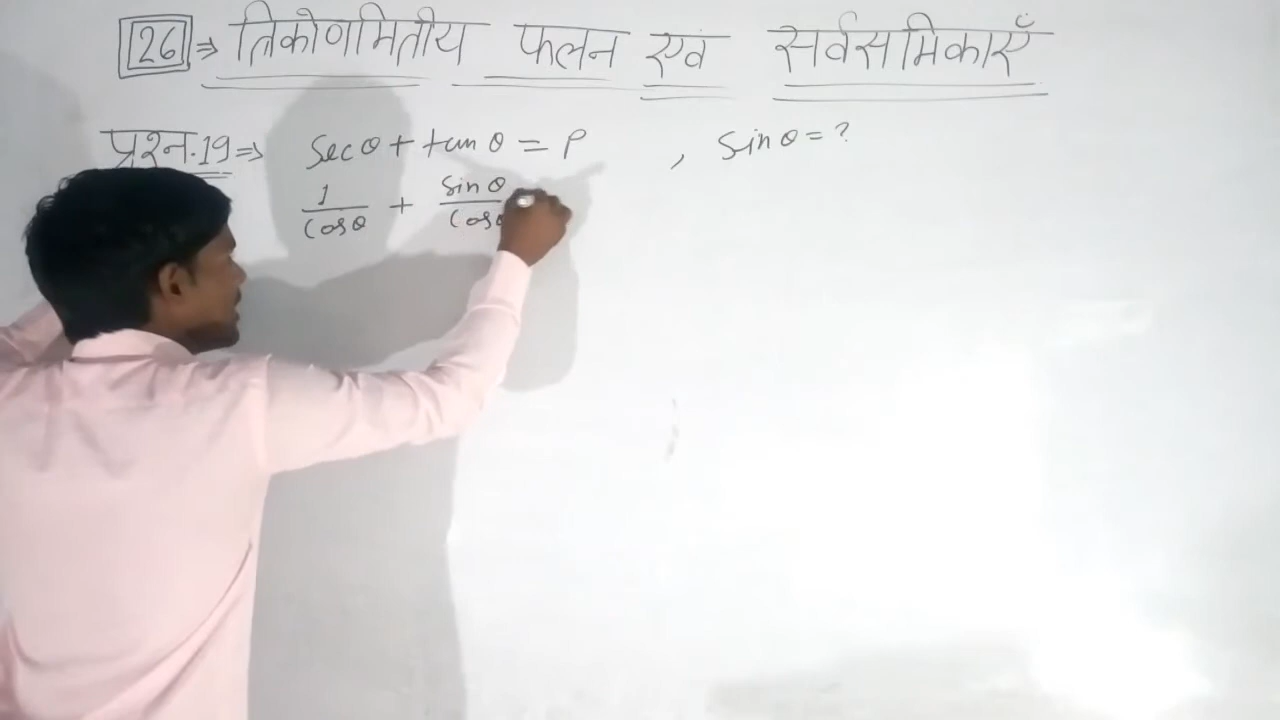 26 ⇒ त्रिकोणमितीय फलन एवं सर्वसमिकाएँ
प्रश्न.19 ⇒ Secθ + tanθ = P , Sinθ = ?
1/Cosθ + Sinθ/Cosθ